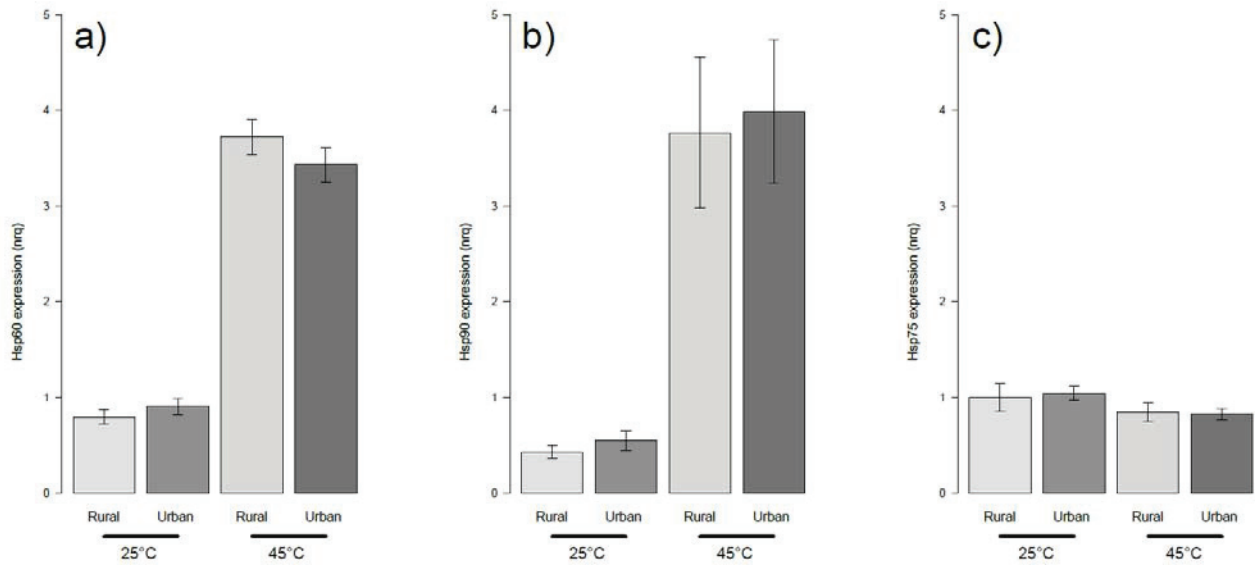 a)
Hsp60 expression (nrq)
5
4
3
2
1
0
Rural Urban Rural Urban
25°C 45°C
b)
Hsp90 expression (nrq)
5
4
3
2
1
0
Rural Urban Rural Urban
25°C 45°C
c)
Hsp75 expression (nrq)
5
4
3
2
1
0
Rural Urban Rural Urban
25°C 45°C